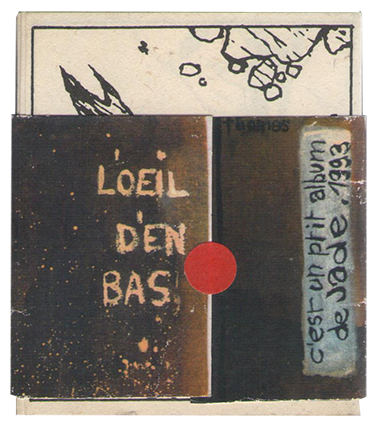 L'OEIL
D'EN
BAS
c'est un p'tit album
de Jade. 1993